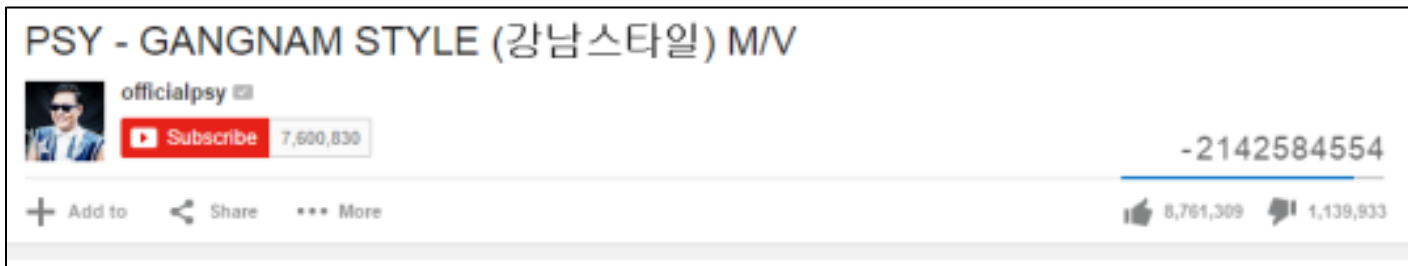 PSY - GANGNAM STYLE (강남스타일) M/V
officialpsy
Subscribe 7,600,830
-2142584554
Add to Share More 8,761,309 1,139,933